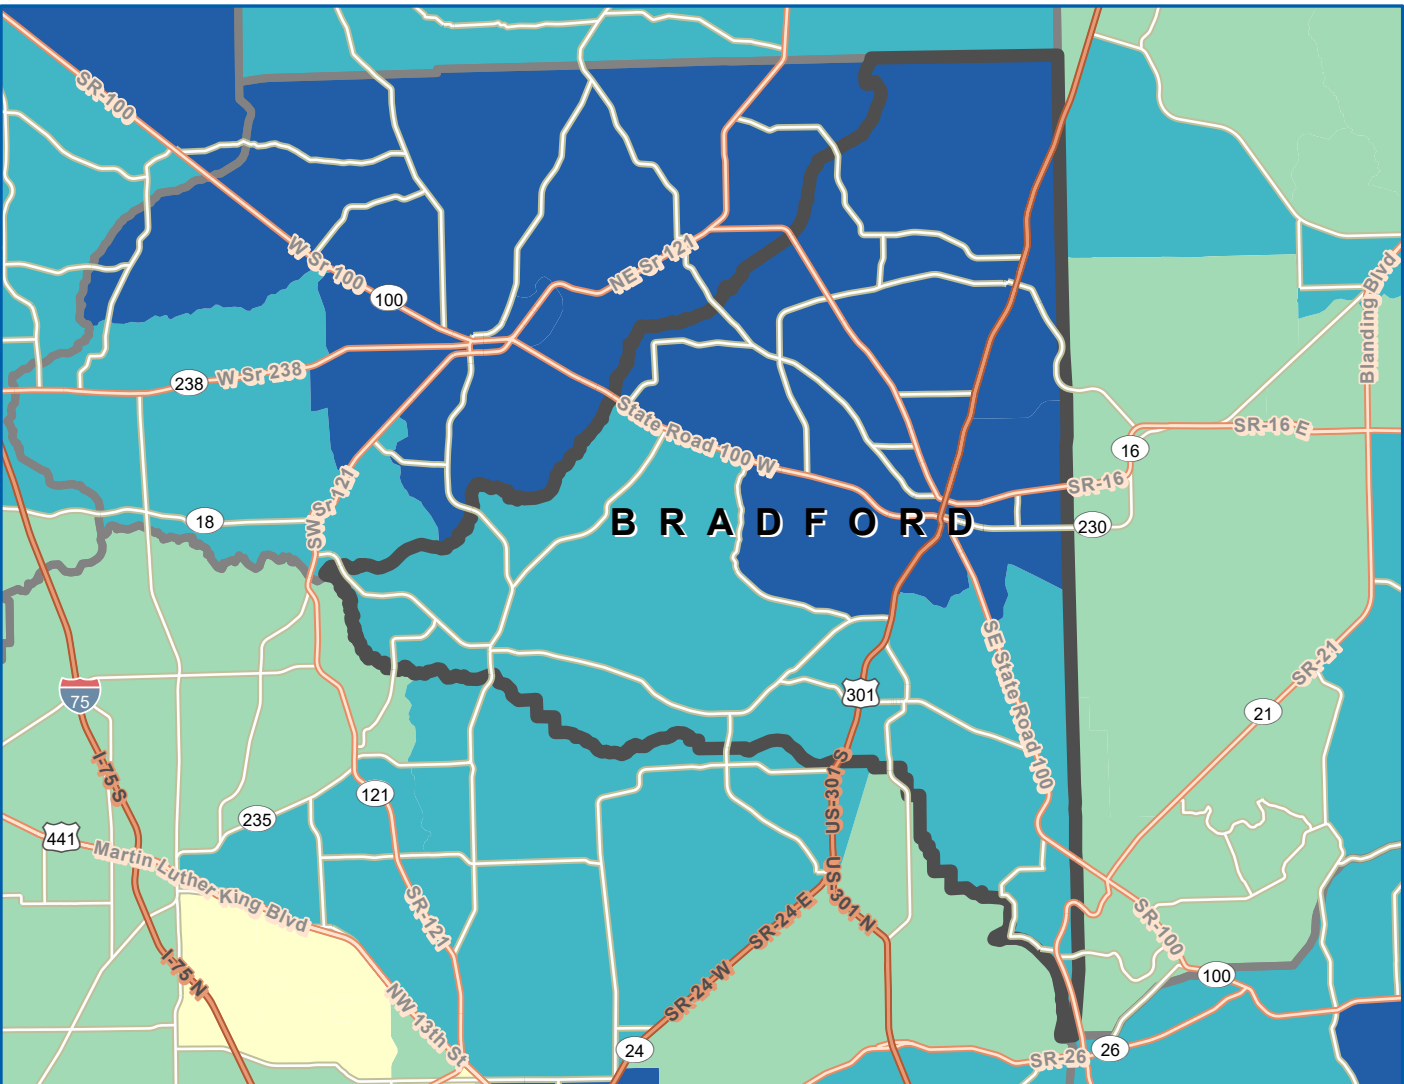 SR-100
W Sr 100
100
NE Sr 121
Blanding Blvd
238
W Sr 238
State Road 100 W
SR-16 E
16
SR-16
SW Sr 121
18
BRADFORD
230
SE State Road 100
SR-21
301
21
75
I-75-S
US-301 S
121
235
441
Martin Luther King Blvd
US 301-N
SR-121
SR-24-E
SR-100
I-75-N
SR-24-W
100
NW 13th St
24
SR-26
26